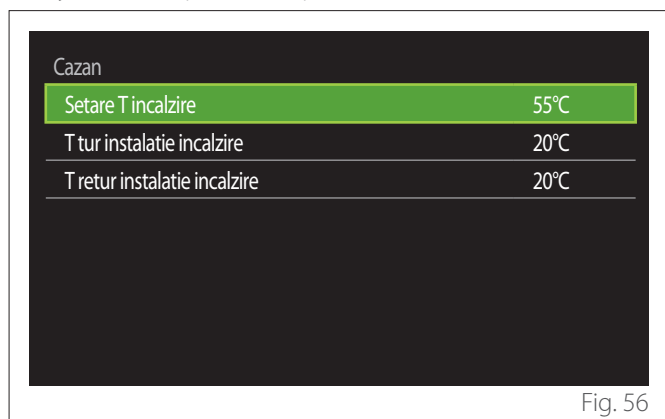 Cazan
Setare T incalzire 55°C
T tur instalatie incalzire 20°C
T retur instalatie incalzire 20°C
Fig. 56